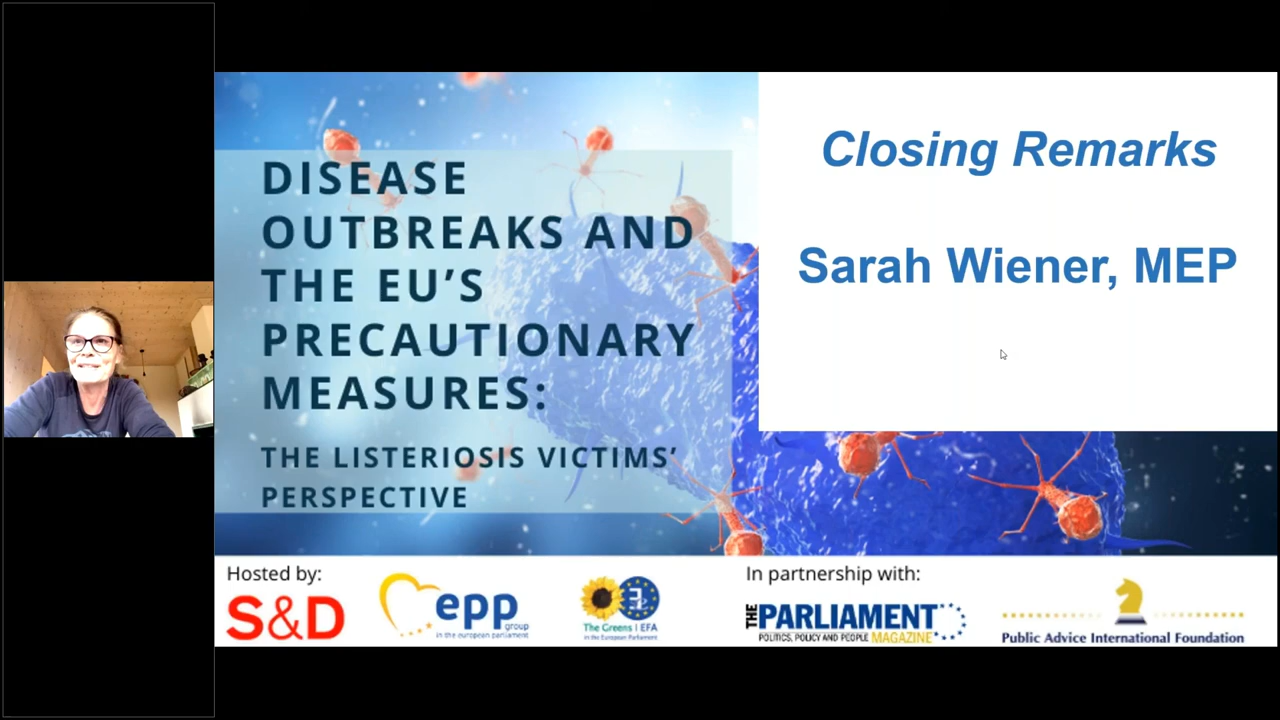 DISEASE
OUTBREAKS AND
THE EU'S
PRECAUTIONARY
MEASURES:
THE LISTERIOSIS VICTIMS'
PERSPECTIVE
Closing Remarks
Sarah Wiener, MEP
Hosted by:
S&D
epp
group
in the european parliament
The Greens | EFA
in the European Parliament
In partnership with:
THE PARLIAMENT
POLITICS, POLICY AND PEOPLE MAGAZINE
Public Advice International Foundation